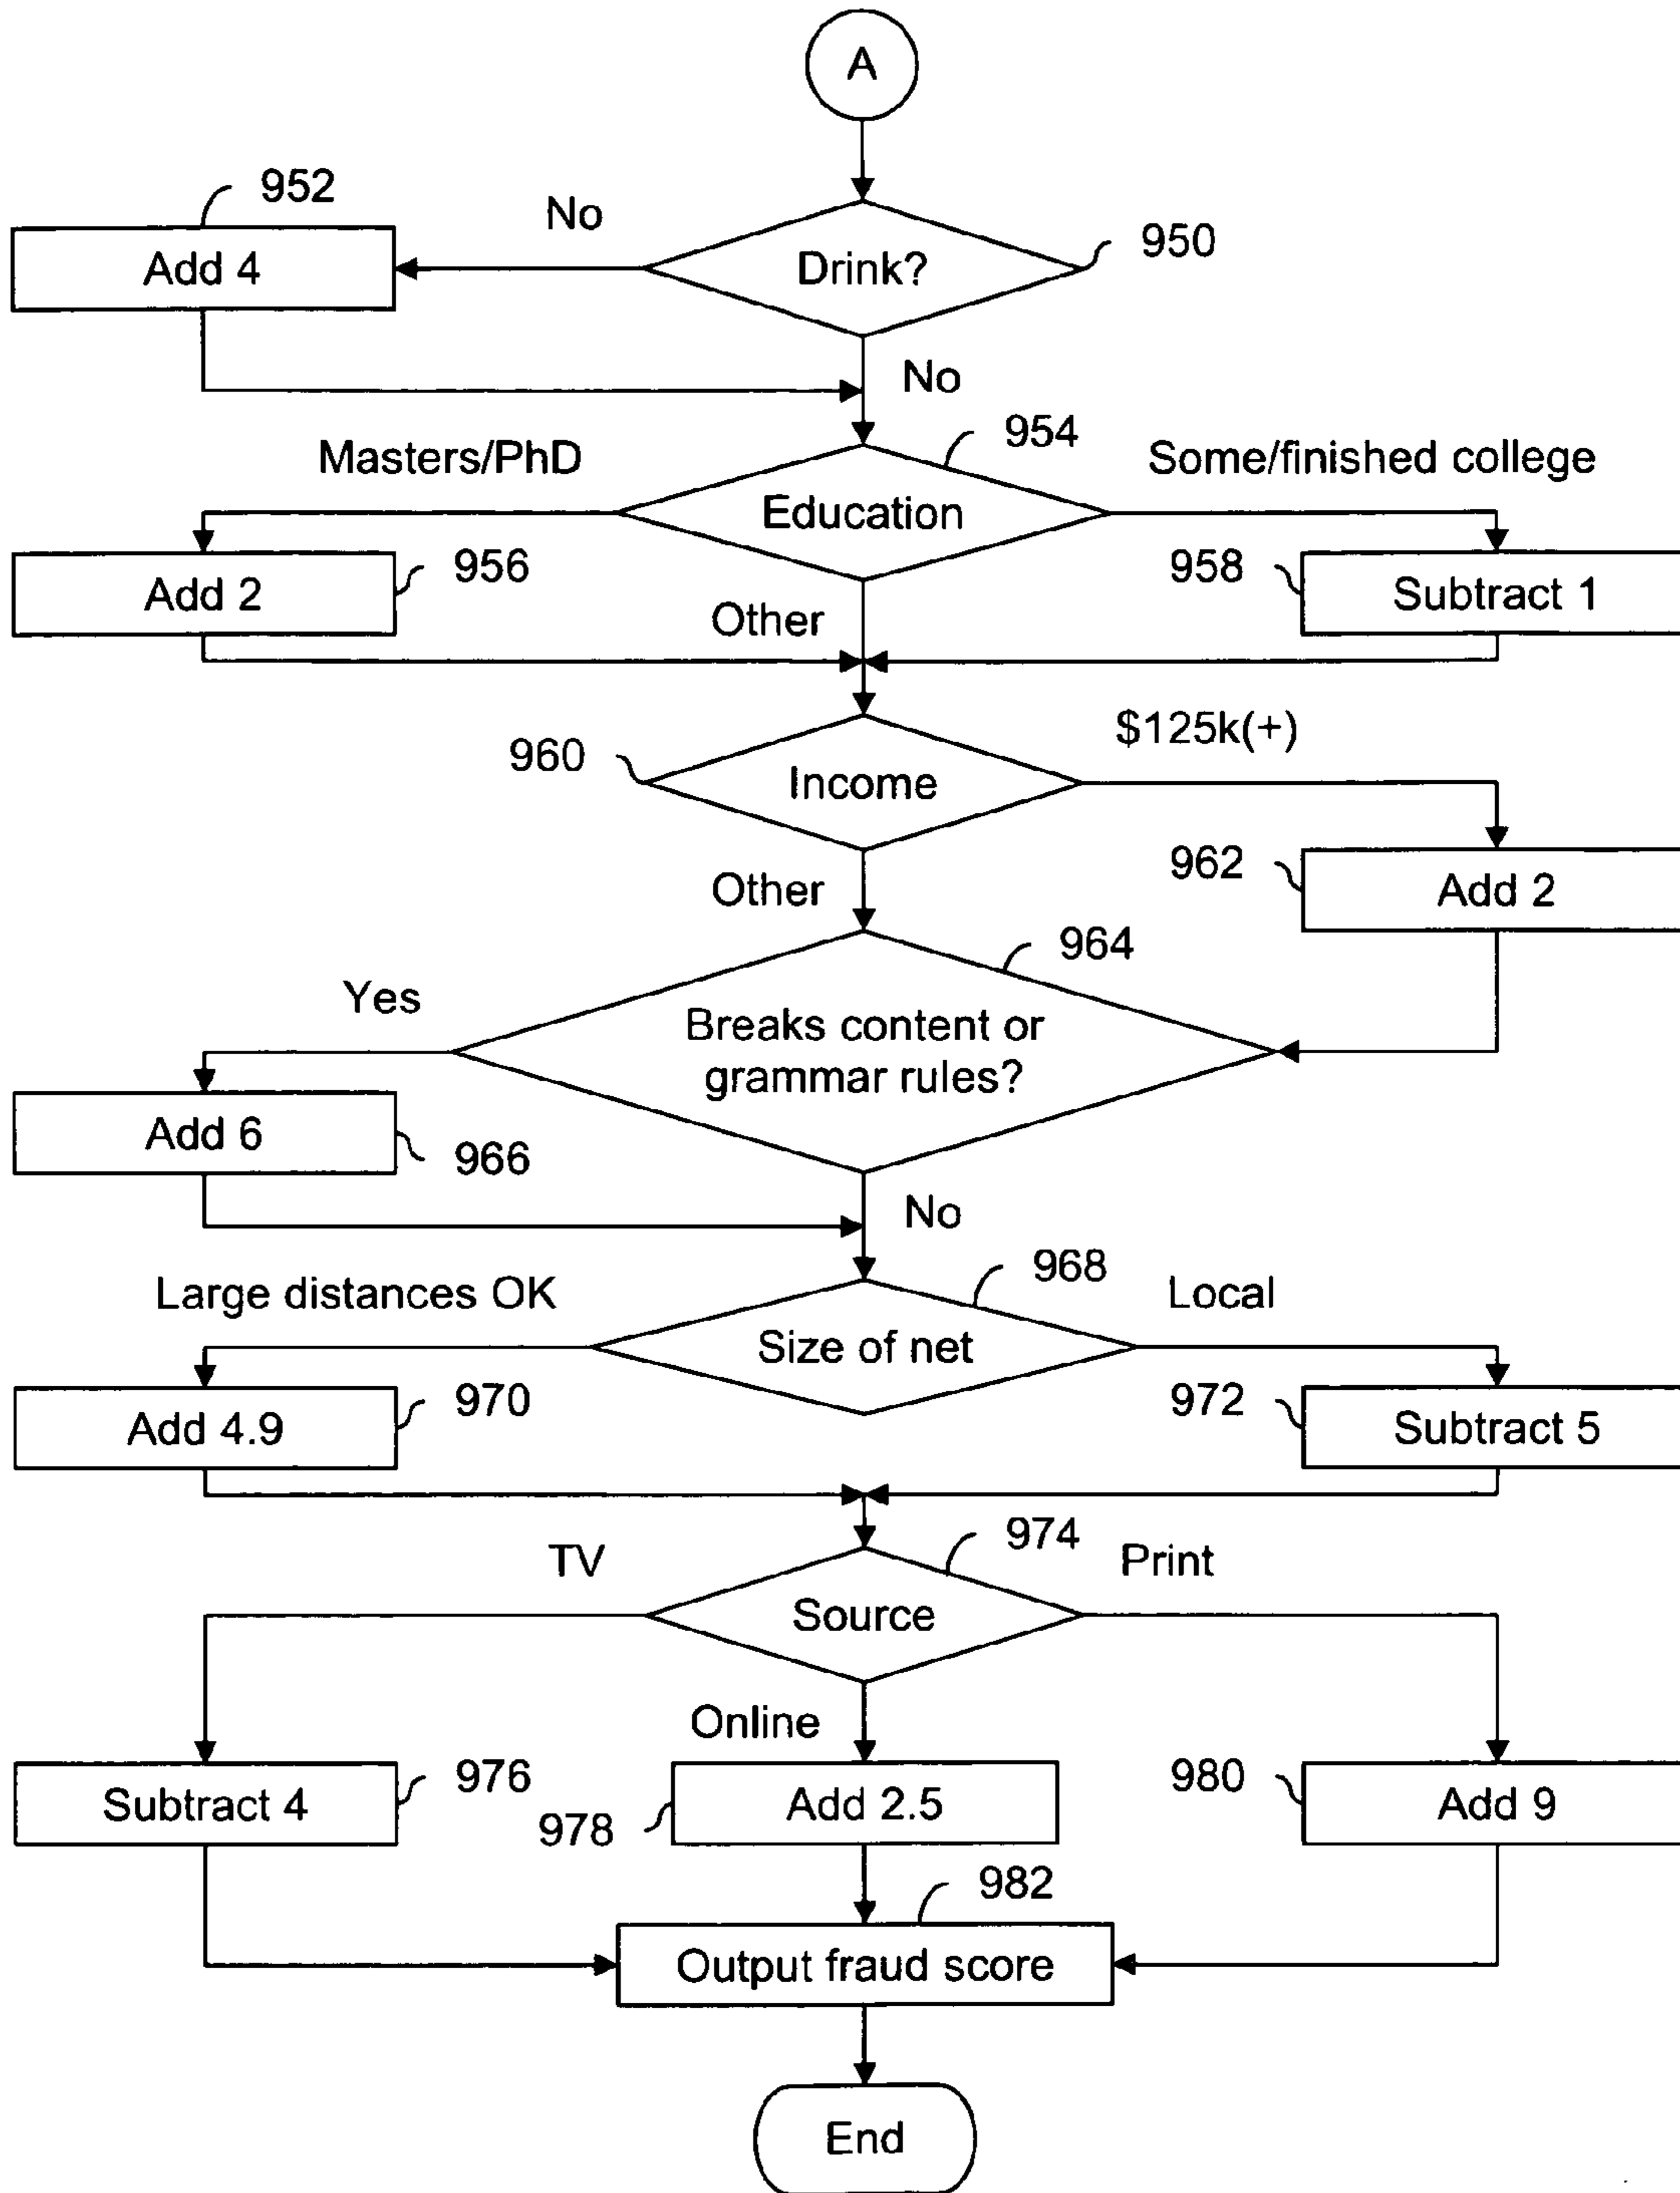 A
952
No
Add 4
Drink?
950
No
954
Masters/PhD
Some/finished college
Education
Add 2
956
958
Subtract 1
Other
$125k(+)
960
Income
962
Add 2
Other
964
Yes
Breaks content or
grammar rules?
Add 6
966
No
968
Large distances OK
Local
Size of net
Add 4.9
970
972
Subtract 5
974
TV
Print
Source
Online
Subtract 4
976
978
Add 2.5
980
Add 9
982
Output fraud score
End